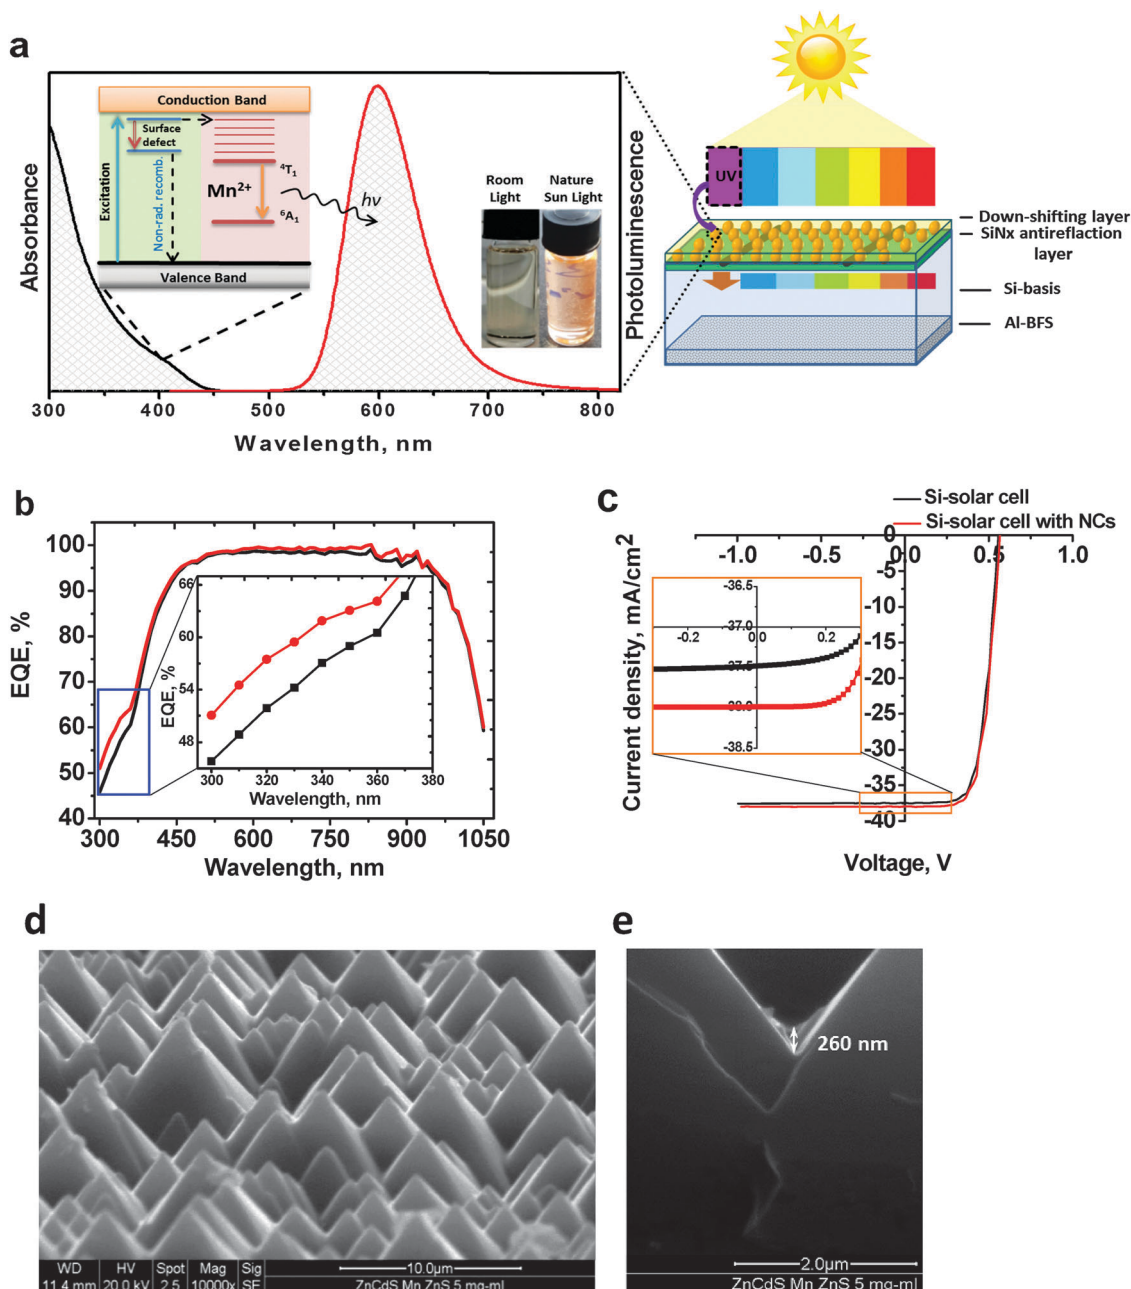 a
Conduction Band
Surface
defect
Excitation
Non-rad. recomb.
Mn2+
4T1
6A1
hν
Valence Band
Room
Light
Nature
Sun Light
Absorbance
Photoluminescence
300 400 500 600 700 800
Wavelength, nm
UV
Down-shifting layer
SiNx antireflaction
layer
Si-basis
Al-BFS
b
EQE, %
100
90
80
70
60
50
40
300 450 600 750 900 1050
Wavelength, nm
EQE, %
66
60
54
48
300 320 340 360 380
Wavelength, nm
c
Si-solar cell
Si-solar cell with NCs
Current density, mA/cm2
-1.0 -0.5 0.0 0.5 1.0
0
-5
-10
-15
-20
-25
-30
-35
-40
Voltage, V
-36.5
-0.2 0.0 0.2
-37.0
-37.5
-38.0
-38.5
d
WD HV Spot Mag Sig
11.4 mm 20.0 kV 2.5 10000x SE
10.0µm
ZnCdS Mn ZnS 5 mg-ml
e
260 nm
2.0µm
ZnCdS Mn ZnS 5 mg-ml